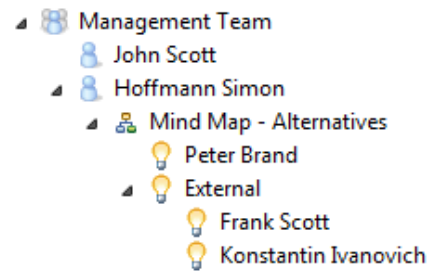 Management Team
John Scott
Hoffmann Simon
Mind Map - Alternatives
Peter Brand
External
Frank Scott
Konstantin Ivanovich